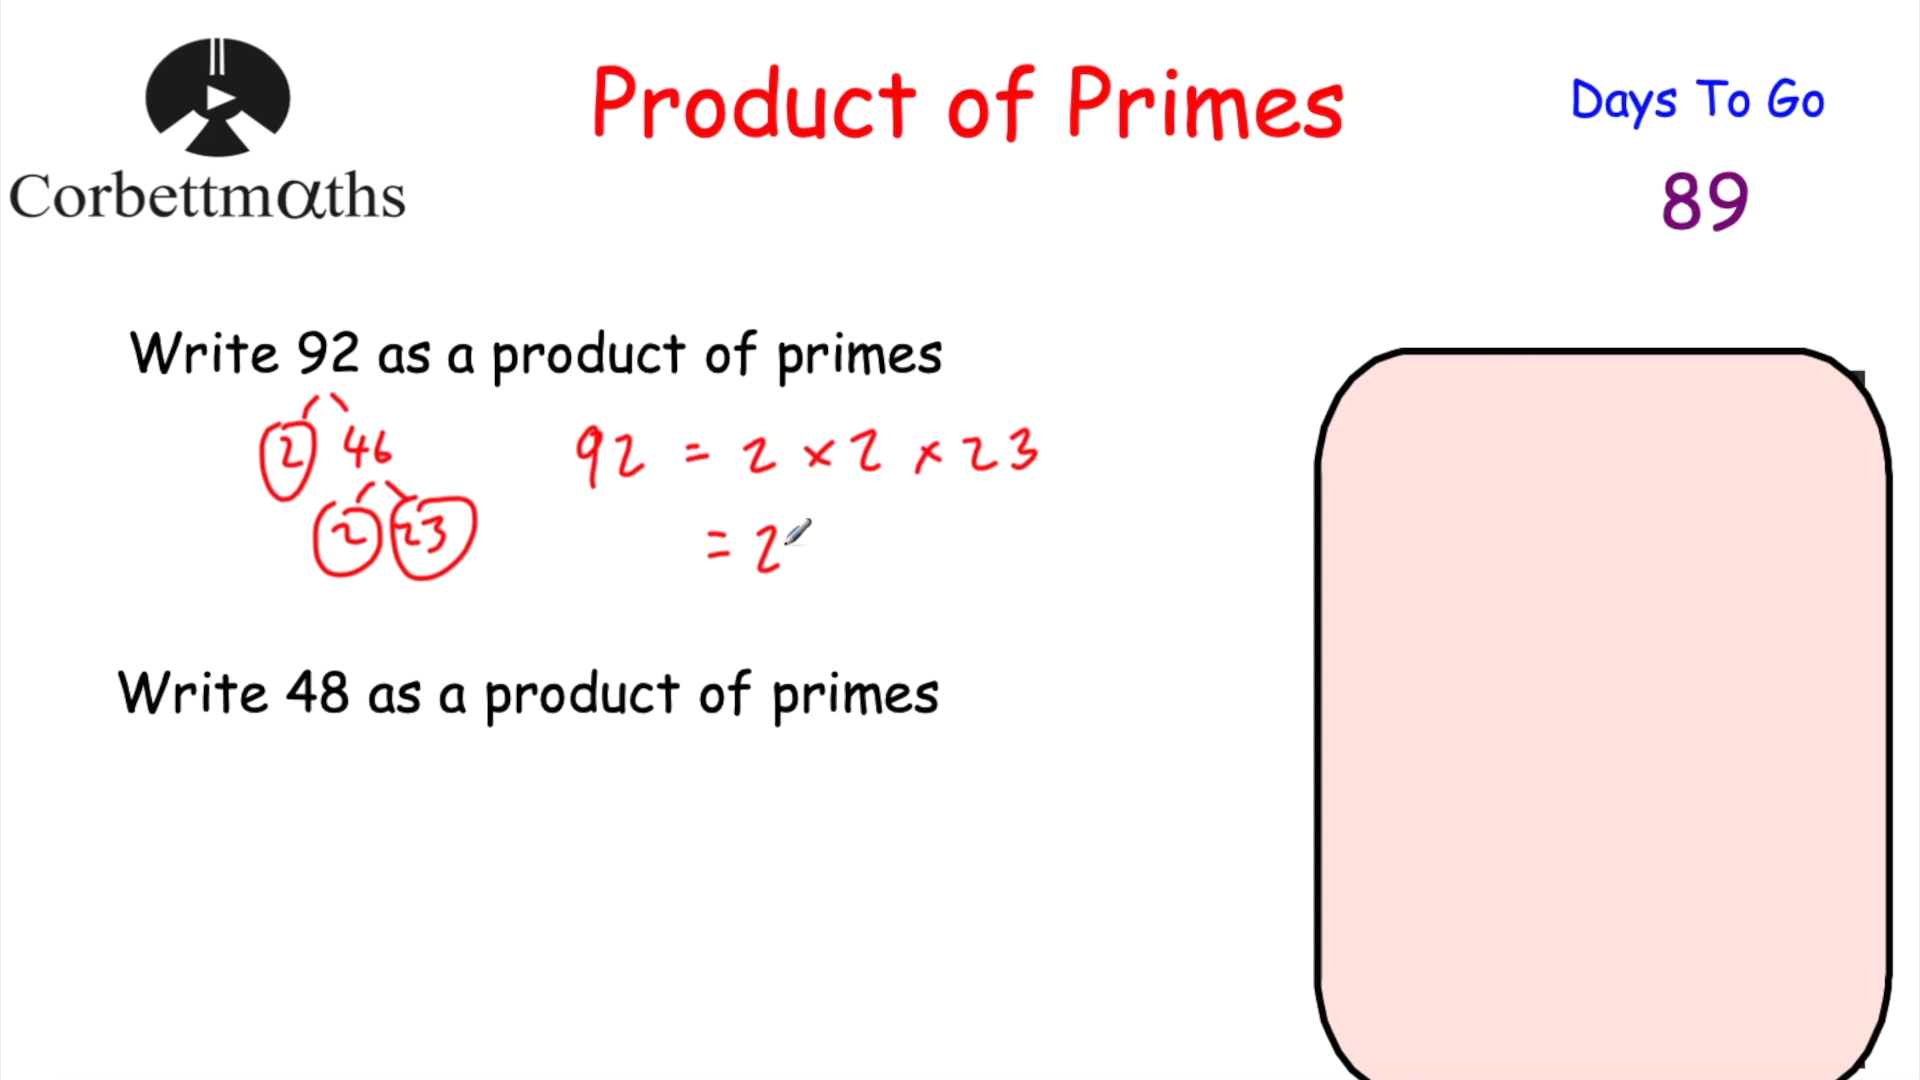 Corbettmαths
Product of Primes
Days To Go
89
Write 92 as a product of primes
2 46
2 23
92 = 2 × 2 × 23
= 2
Write 48 as a product of primes